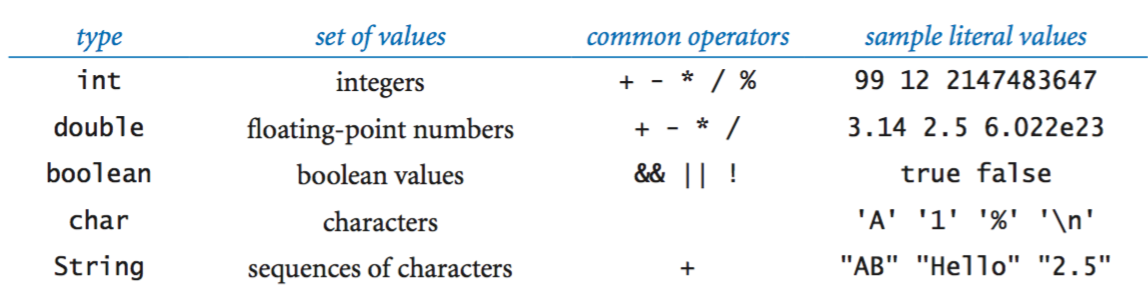 type set of values common operators sample literal values
int integers + - * / % 99 12 2147483647
double floating-point numbers + - * / 3.14 2.5 6.022e23
boolean boolean values && || ! true false
char characters 'A' '1' '%' '\n'
String sequences of characters + "AB" "Hello" "2.5"